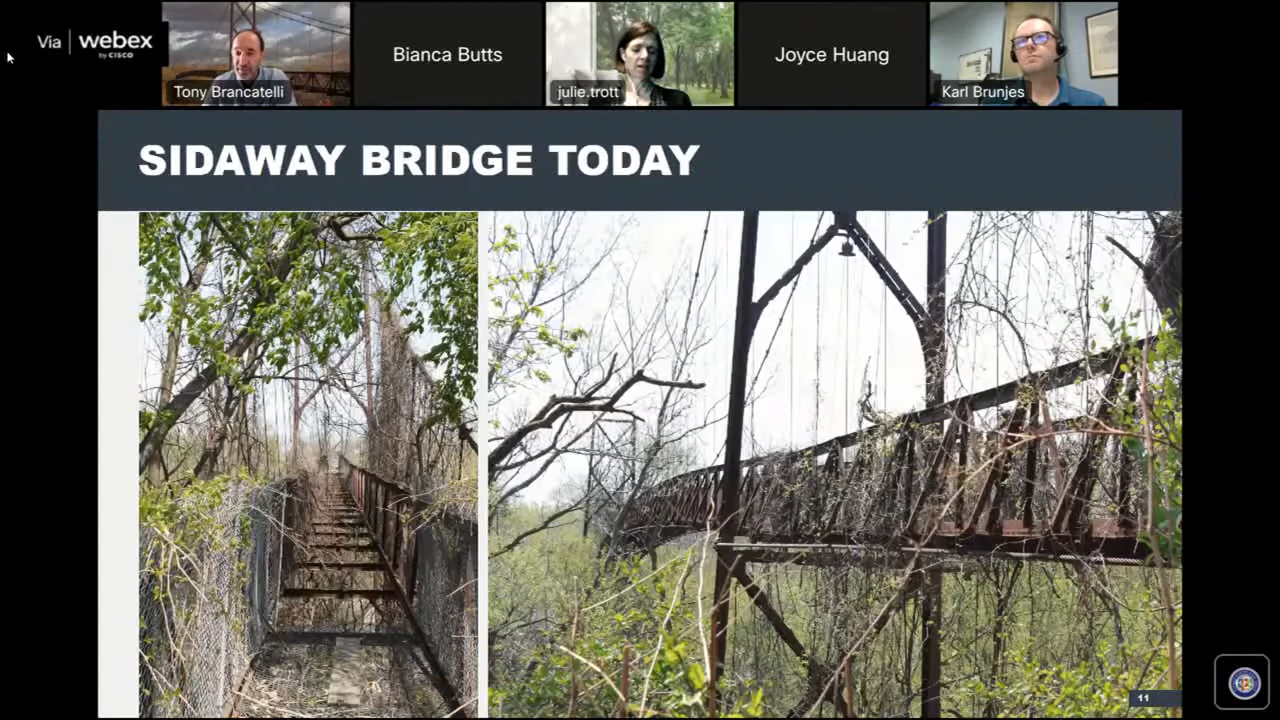 Via | webex
by CISCO
Tony Brancatelli
Bianca Butts
julie.trott
Joyce Huang
Karl Brunjes
SIDAWAY BRIDGE TODAY
11